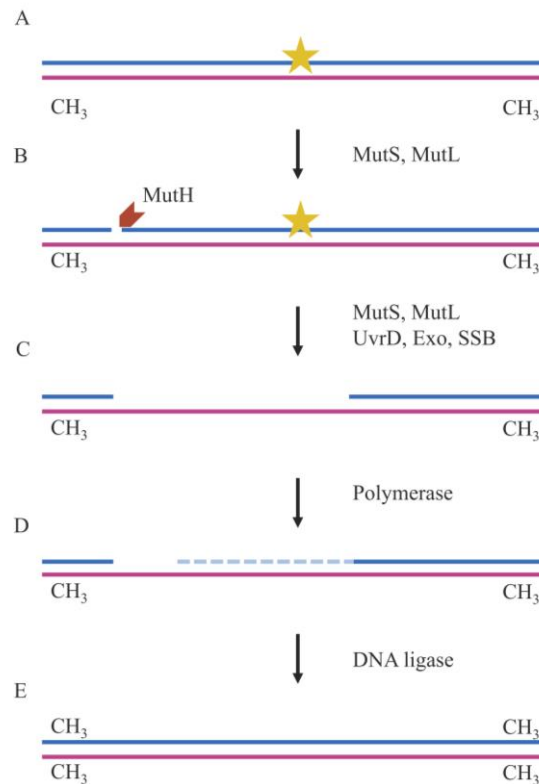 A
CH₃ CH₃
MutS, MutL
B
MutH
CH₃ CH₃
MutS, MutL
UvrD, Exo, SSB
C
CH₃ CH₃
Polymerase
D
CH₃ CH₃
DNA ligase
E
CH₃ CH₃
CH₃ CH₃